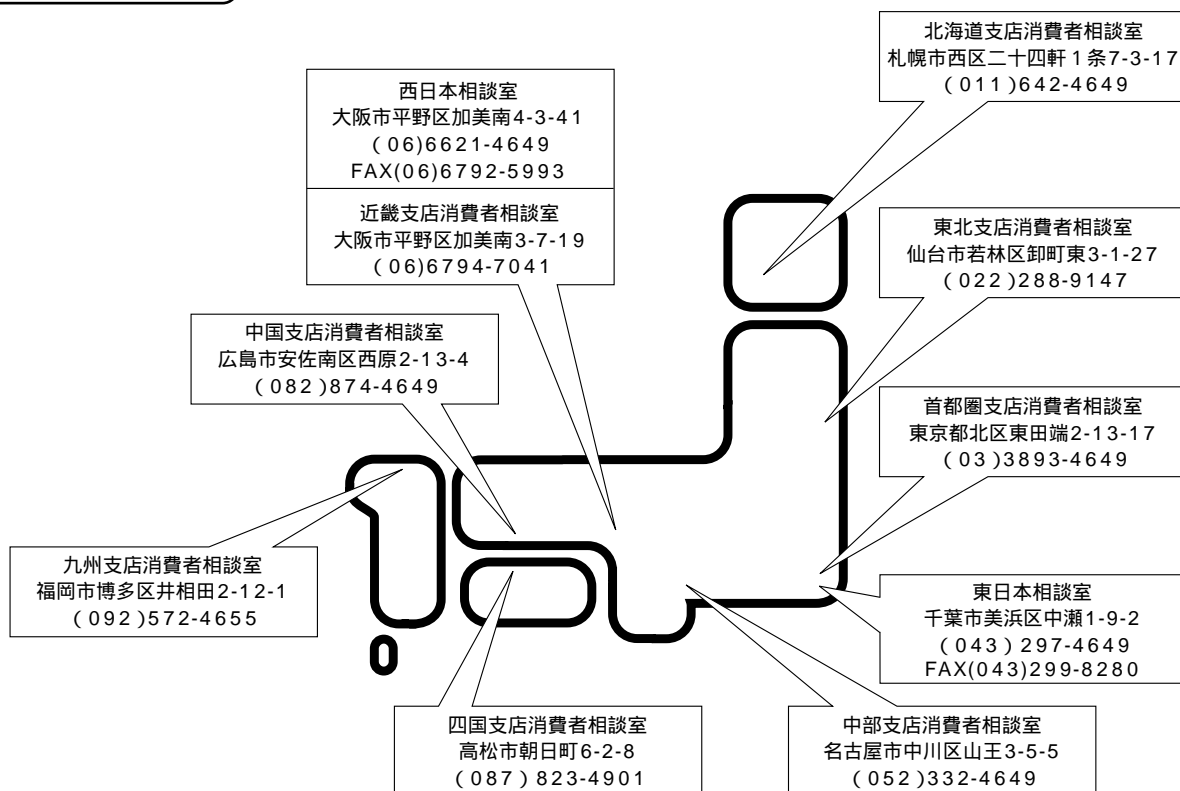 北海道支店消費者相談室
札幌市西区二十四軒1条7-3-17
(011)642-4649
西日本相談室
大阪市平野区加美南4-3-41
(06)6621-4649
FAX(06)6792-5993
近畿支店消費者相談室
大阪市平野区加美南3-7-19
(06)6794-7041
東北支店消費者相談室
仙台市若林区卸町東3-1-27
(022)288-9147
中国支店消費者相談室
広島市安佐南区西原2-13-4
(082)874-4649
首都圏支店消費者相談室
東京都北区東田端2-13-17
(03)3893-4649
九州支店消費者相談室
福岡市博多区井相田2-12-1
(092)572-4655
東日本相談室
千葉市美浜区中瀬1-9-2
(043)297-4649
FAX(043)299-8280
四国支店消費者相談室
高松市朝日町6-2-8
(087)823-4901
中部支店消費者相談室
名古屋市中川区山王3-5-5
(052)332-4649